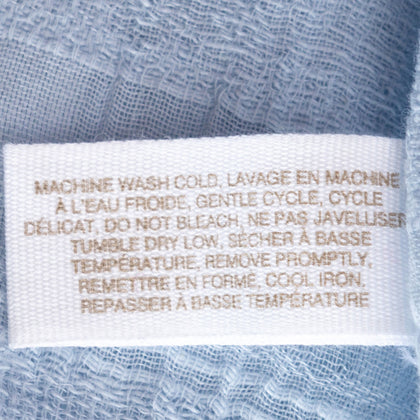 MACHINE WASH COLD, LAVAGE EN MACHINE
À L'EAU FROIDE, GENTLE CYCLE, CYCLE
DÉLICAT, DO NOT BLEACH, NE PAS JAVELLISER
TUMBLE DRY LOW, SÉCHER À BASSE
TEMPÉRATURE, REMOVE PROMPTLY,
REMETTRE EN FORME, COOL IRON,
REPASSER À BASSE TEMPÉRATURE